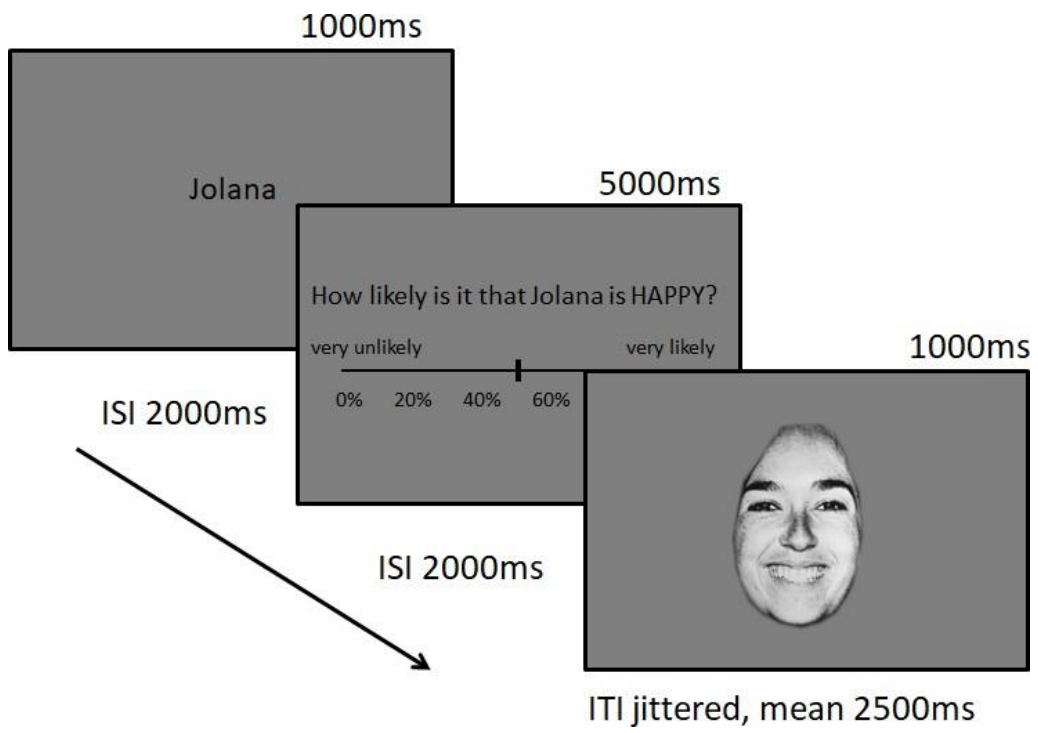 1000ms
Jolana
5000ms
How likely is it that Jolana is HAPPY?
very unlikely very likely
0% 20% 40% 60%
ISI 2000ms
1000ms
ISI 2000ms
ITI jittered, mean 2500ms